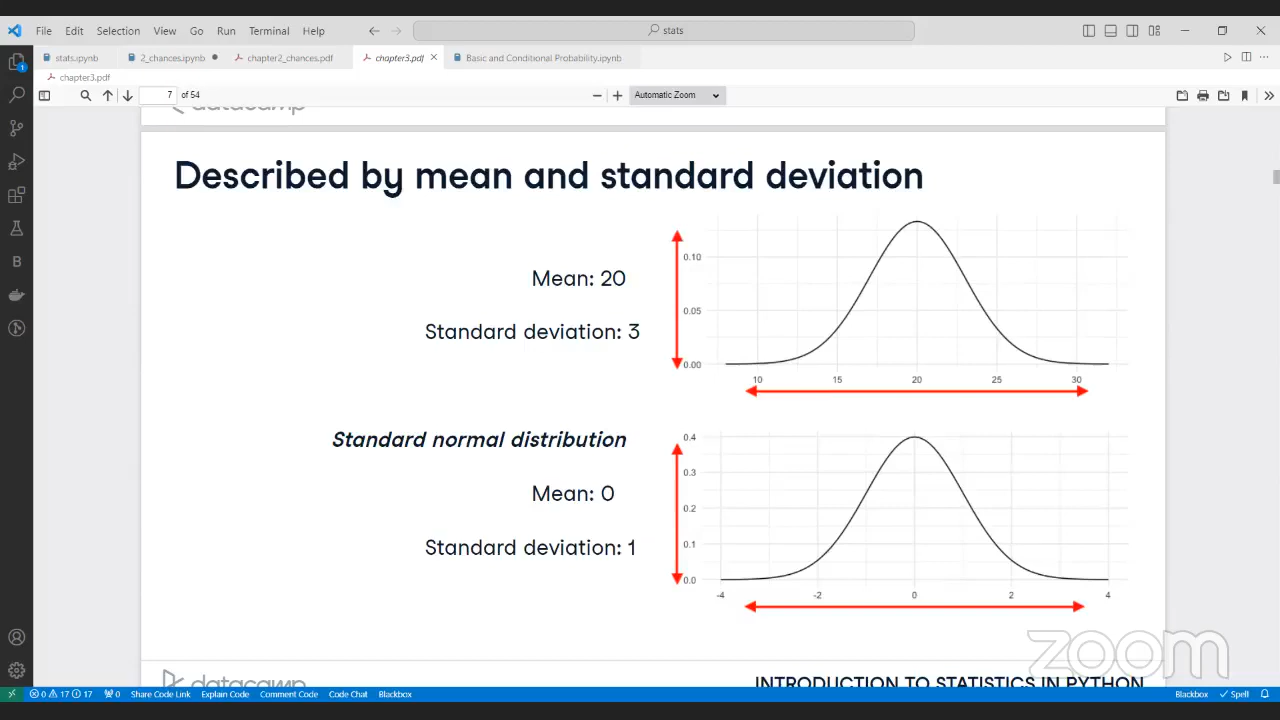 File Edit Selection View Go Run Terminal Help
stats
stats.ipynb 2_chances.ipynb chapter2_chances.pdf chapter3.pdf Basic and Conditional Probability.ipynb
chapter3.pdf
7 of 54 Automatic Zoom
datacamp
Described by mean and standard deviation
Mean: 20
Standard deviation: 3
0.10
0.05
0.00
10 15 20 25 30
Standard normal distribution
Mean: 0
Standard deviation: 1
0.4
0.3
0.2
0.1
0.0
-4 -2 0 2 4
zoom
datacamp INTRODUCTION TO STATISTICS IN PYTHON
1
B
0 17 17 0 Share Code Link Explain Code Comment Code Code Chat Blackbox Blackbox Spell